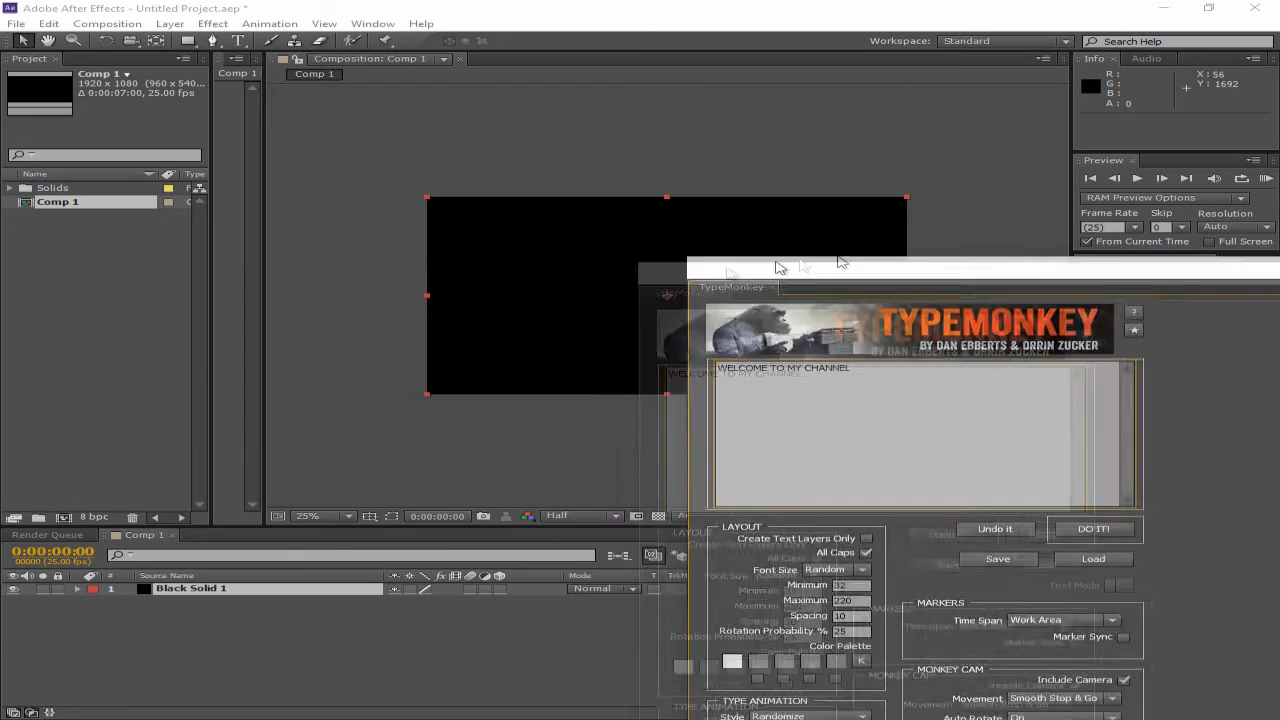 Adobe After Effects - Untitled Project.aep *
File Edit Composition Layer Effect Animation View Window Help
Workspace: Standard Search Help
Project
Comp 1
1920 x 1080 (960 x 540...
Δ 0:00:07:00, 25.00 fps
Name Type
Solids F
Comp 1 C
8 bpc
Comp 1
Composition: Comp 1
Comp 1
25% 0:00:00:00 Half
Info Audio
R : X : 56
G : Y : 1692
B :
A : 0
Preview
RAM Preview Options
Frame Rate Skip Resolution
(25) 0 Auto
From Current Time Full Screen
TypeMonkey
TYPEMONKEY
BY DAN EBBERTS & ORRIN ZUCKER
?
WELCOME TO MY CHANNEL
LAYOUT
Create Text Layers Only
All Caps
Font Size Random
Minimum 32
Maximum 220
Spacing 10
Rotation Probability % 25
Color Palette
K
TYPE ANIMATION
Style Randomize
Undo it DO IT!
Save Load
Text Mode
MARKERS
Time Span Work Area
Marker Sync
MONKEY CAM
Include Camera
Movement Smooth Stop & Go
Auto Rotate On
Render Queue Comp 1
0:00:00:00
00000 (25.00 fps)
# Source Name Mode T TrkM
1 Black Solid 1 Normal